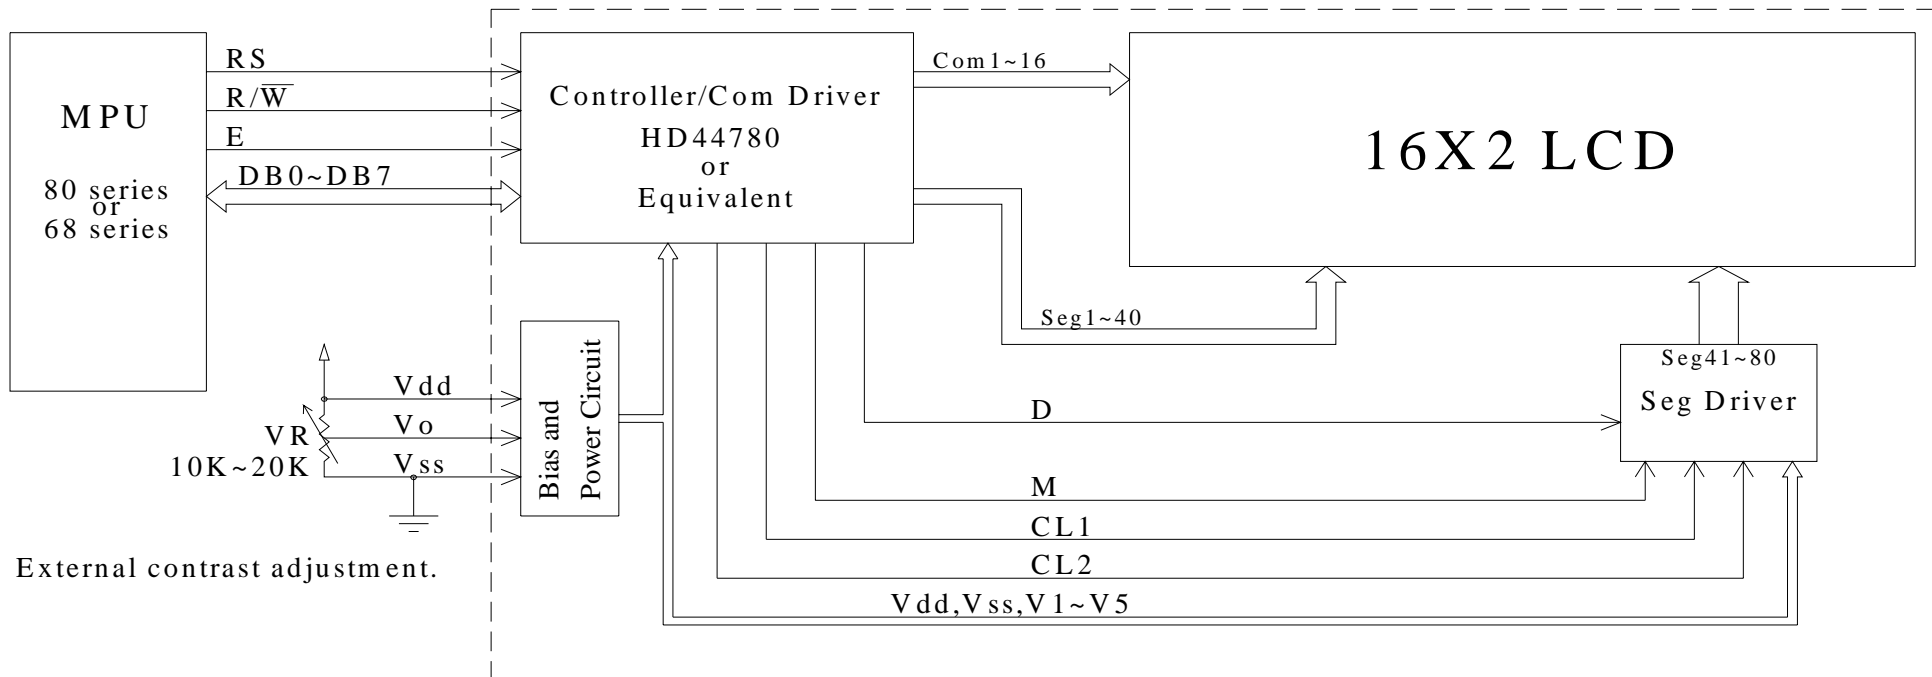 MPU
80 series
or
68 series
RS
R/W̅
E
DB0~DB7
Controller/Com Driver
HD44780
or
Equivalent
Com1~16
16X2 LCD
Seg1~40
Seg41~80
Seg Driver
Vdd
Vo
Vss
VR
10K~20K
Bias and
Power Circuit
D
M
CL1
CL2
Vdd,Vss,V1~V5
External contrast adjustment.